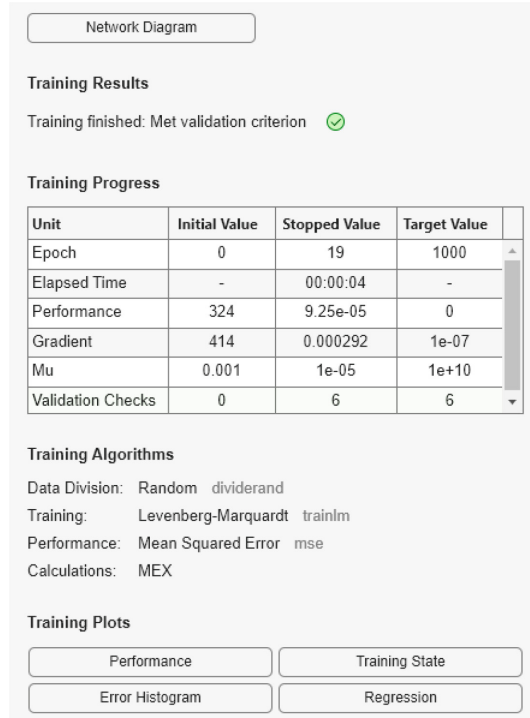 Network Diagram
Training Results
Training finished: Met validation criterion
Training Progress
Unit Initial Value Stopped Value Target Value
Epoch 0 19 1000
Elapsed Time - 00:00:04 -
Performance 324 9.25e-05 0
Gradient 414 0.000292 1e-07
Mu 0.001 1e-05 1e+10
Validation Checks 0 6 6
Training Algorithms
Data Division: Random dividerand
Training: Levenberg-Marquardt trainlm
Performance: Mean Squared Error mse
Calculations: MEX
Training Plots
Performance Training State
Error Histogram Regression